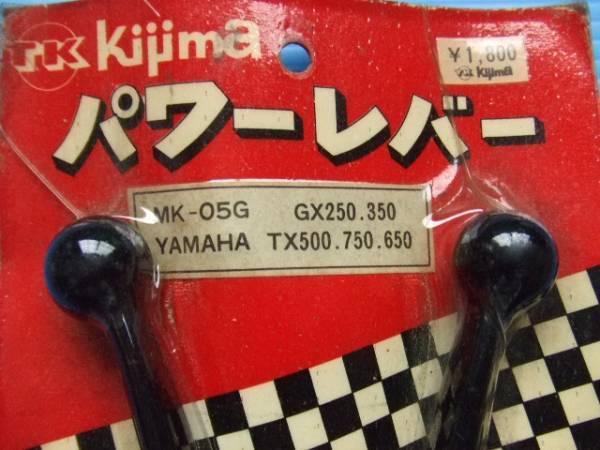 TK Kijima
¥1,800
TK Kijima
パワーレバー
MK-05G GX250.350
YAMAHA TX500.750.650